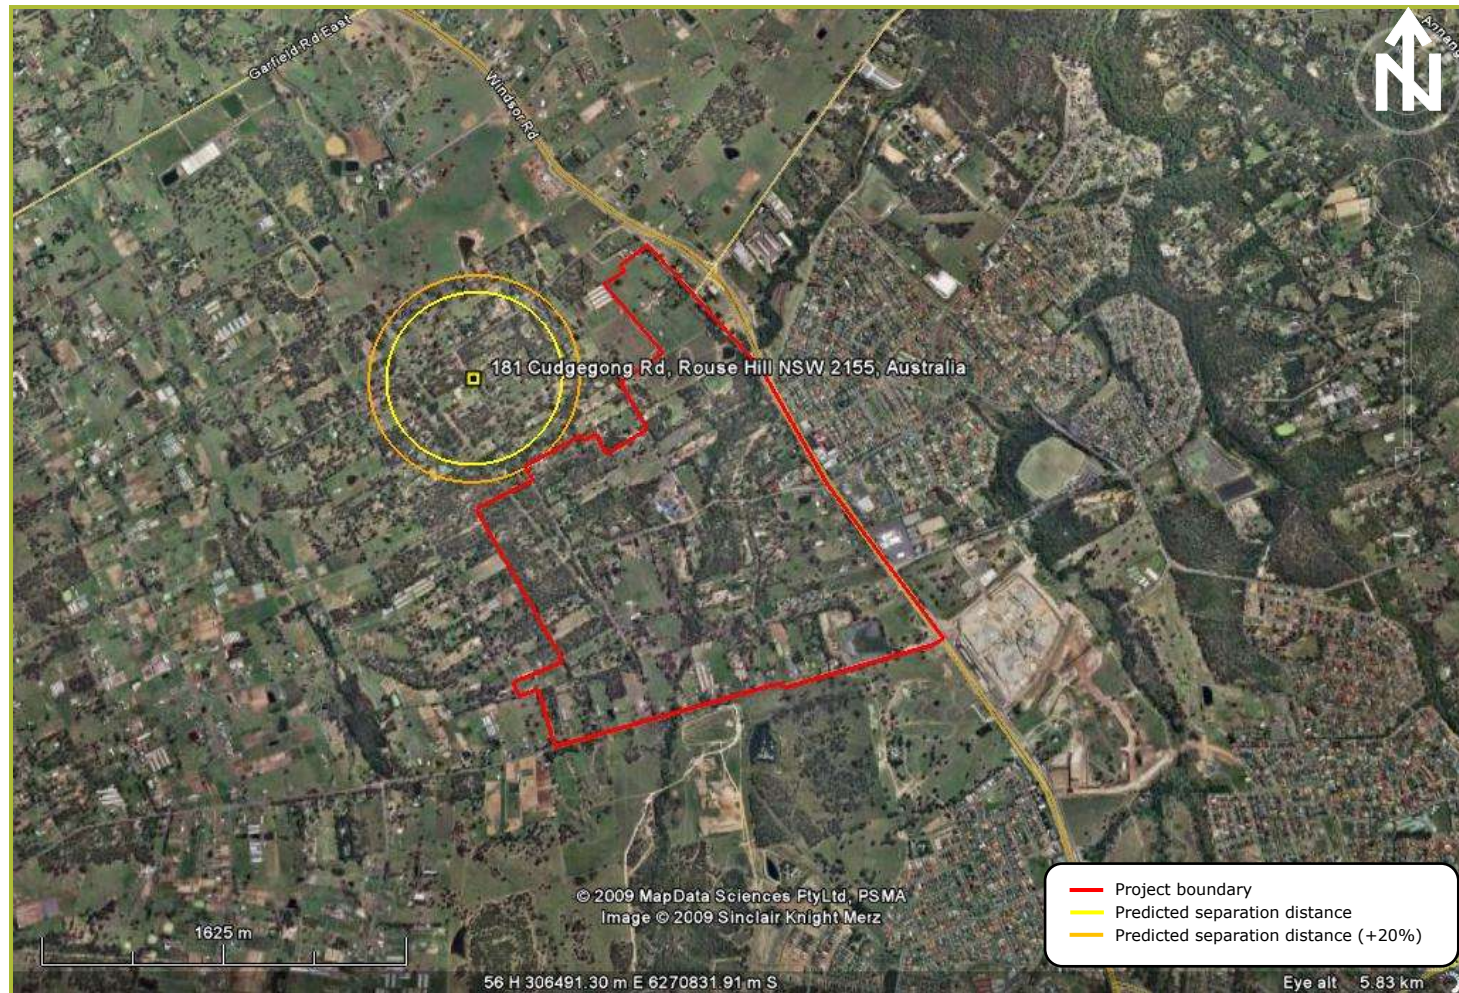 Garfield Rd East
Windsor Rd
Annang
N
181 Cudgegong Rd, Rouse Hill NSW 2155, Australia
© 2009 MapData Sciences PtyLtd, PSMA
Image © 2009 Sinclair Knight Merz
1625 m
Project boundary
Predicted separation distance
Predicted separation distance (+20%)
56 H 306491.30 m E 6270831.91 m S
Eye alt 5.83 km